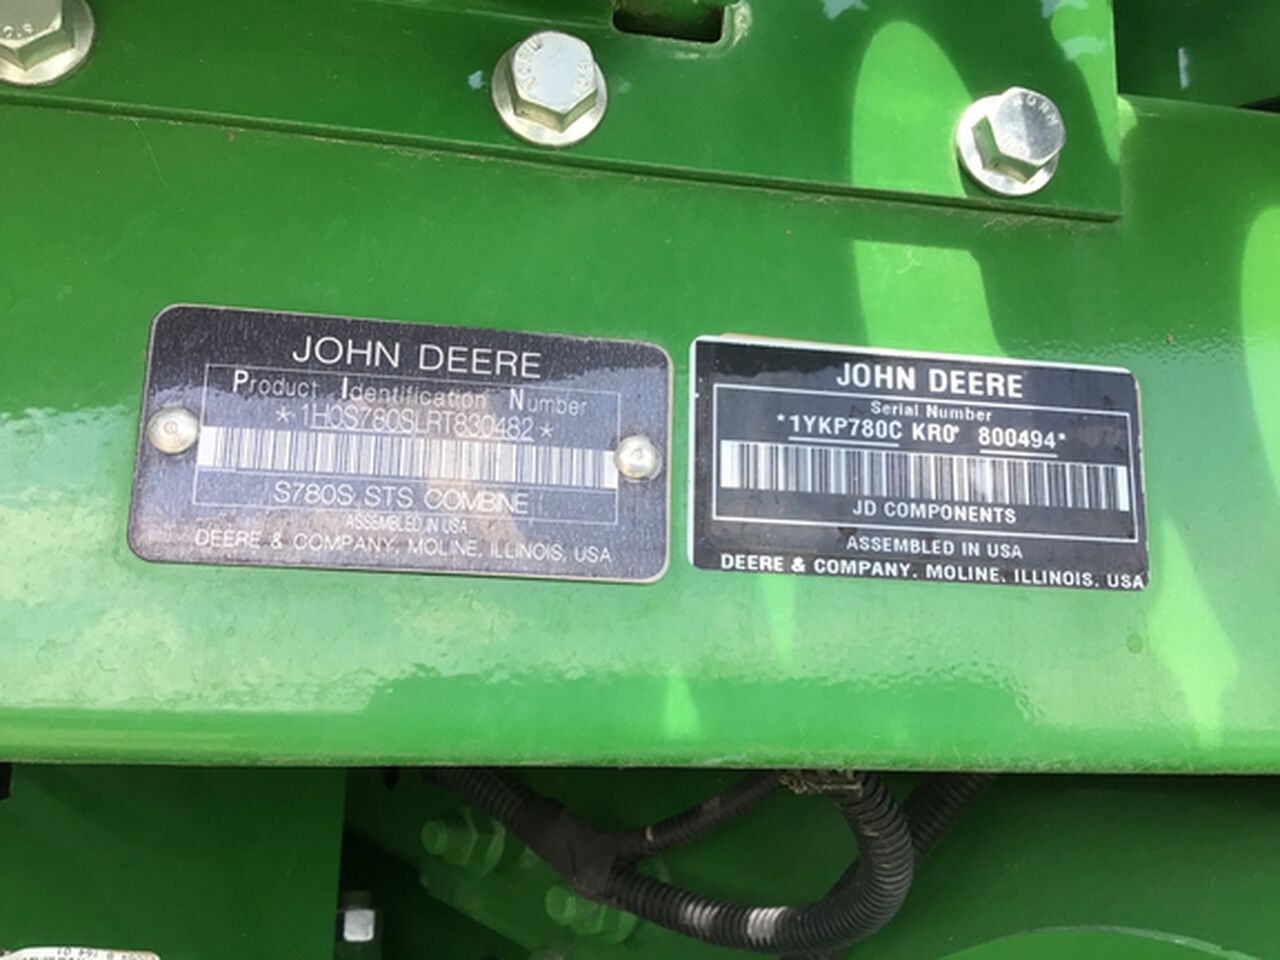 JOHN DEERE
Product Identification Number
*1H0S780SLRT830482*
S780S STS COMBINE
ASSEMBLED IN USA
DEERE & COMPANY, MOLINE, ILLINOIS, USA
JOHN DEERE
Serial Number
*1YKP780C KR0* 800494*
JD COMPONENTS
ASSEMBLED IN USA
DEERE & COMPANY. MOLINE. ILLINOIS. USA